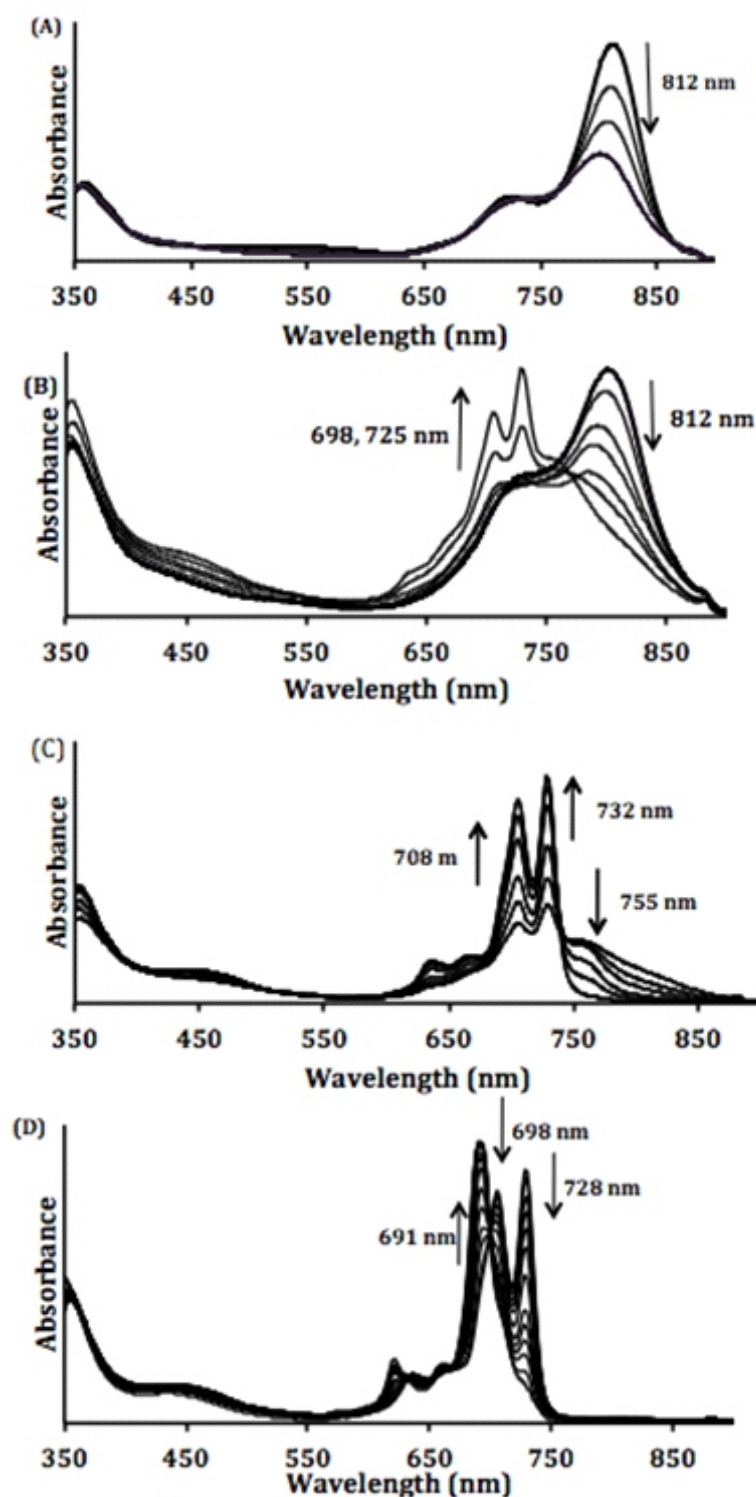 (A)
Absorbance
812 nm
350 450 550 650 750 850
Wavelength (nm)
(B)
Absorbance
698, 725 nm
812 nm
350 450 550 650 750 850
Wavelength (nm)
(C)
Absorbance
708 m
732 nm
755 nm
350 450 550 650 750 850
Wavelength (nm)
(D)
Absorbance
698 nm
728 nm
691 nm
350 450 550 650 750 850
Wavelength (nm)